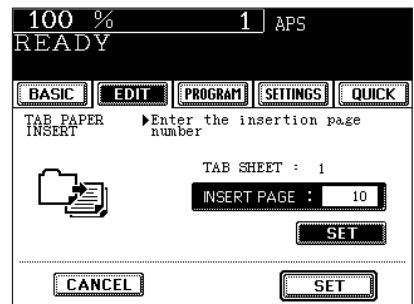 100 % 1 APS
READY
BASIC EDIT PROGRAM SETTINGS QUICK
TAB PAPER INSERT
▶Enter the insertion page number
TAB SHEET : 1
INSERT PAGE : 10
SET
CANCEL SET